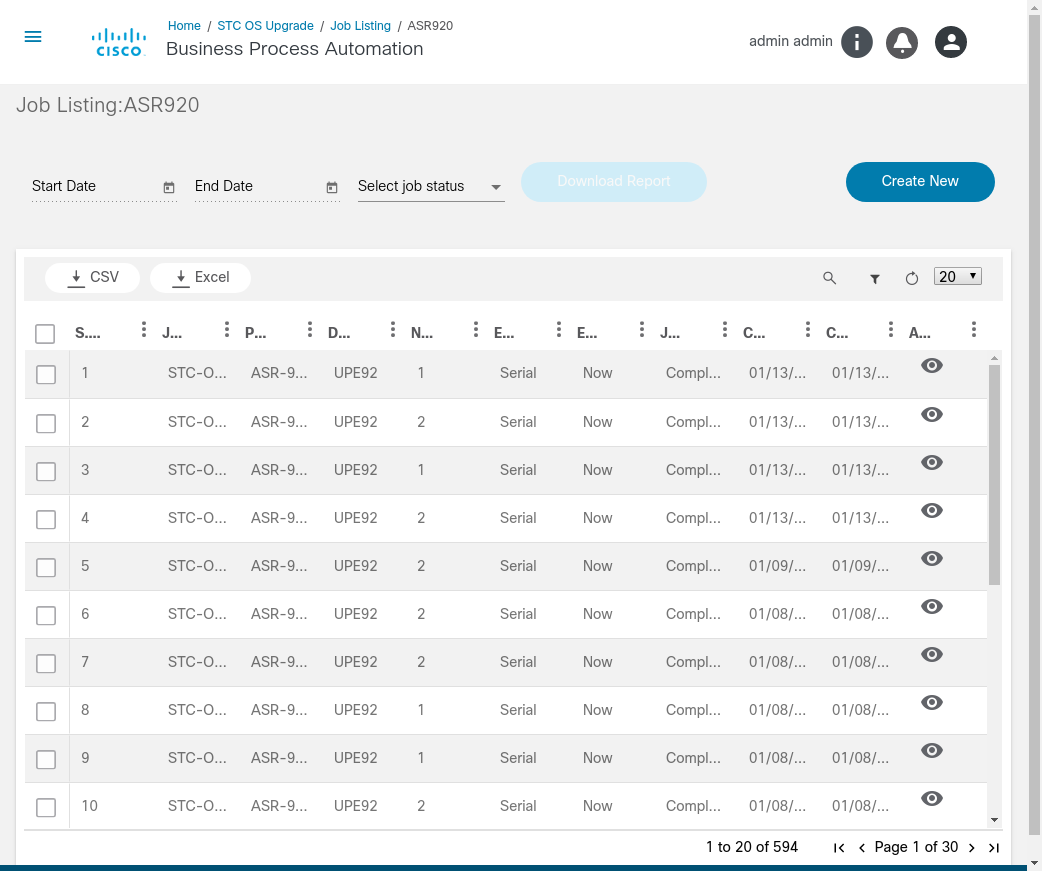 Home / STC OS Upgrade / Job Listing / ASR920
CISCO
Business Process Automation
admin admin
Job Listing:ASR920
Start Date End Date Select job status Download Report Create New
CSV Excel 20
S.... J... P... D... N... E... E... J... C... C... A...
1 STC-O... ASR-9... UPE92 1 Serial Now Compl... 01/13/... 01/13/...
2 STC-O... ASR-9... UPE92 2 Serial Now Compl... 01/13/... 01/13/...
3 STC-O... ASR-9... UPE92 1 Serial Now Compl... 01/13/... 01/13/...
4 STC-O... ASR-9... UPE92 2 Serial Now Compl... 01/13/... 01/13/...
5 STC-O... ASR-9... UPE92 2 Serial Now Compl... 01/09/... 01/09/...
6 STC-O... ASR-9... UPE92 2 Serial Now Compl... 01/08/... 01/08/...
7 STC-O... ASR-9... UPE92 2 Serial Now Compl... 01/08/... 01/08/...
8 STC-O... ASR-9... UPE92 1 Serial Now Compl... 01/08/... 01/08/...
9 STC-O... ASR-9... UPE92 1 Serial Now Compl... 01/08/... 01/08/...
10 STC-O... ASR-9... UPE92 2 Serial Now Compl... 01/08/... 01/08/...
1 to 20 of 594 Page 1 of 30